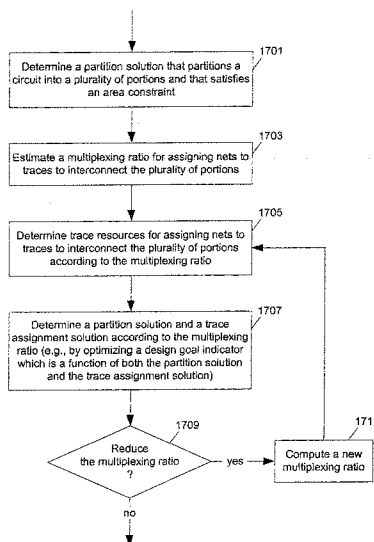 1701
Determine a partition solution that partitions a
circuit into a plurality of portions and that satisfies
an area constraint
1703
Estimate a multiplexing ratio for assigning nets to
traces to interconnect the plurality of portions
1705
Determine trace resources for assigning nets to
traces to interconnect the plurality of portions
according to the multiplexing ratio
1707
Determine a partition solution and a trace
assignment solution according to the multiplexing
ratio (e.g., by optimizing a design goal indicator
which is a function of both the partition solution
and the trace assignment solution)
1709
Reduce
the multiplexing ratio
?
yes
171
Compute a new
multiplexing ratio
no